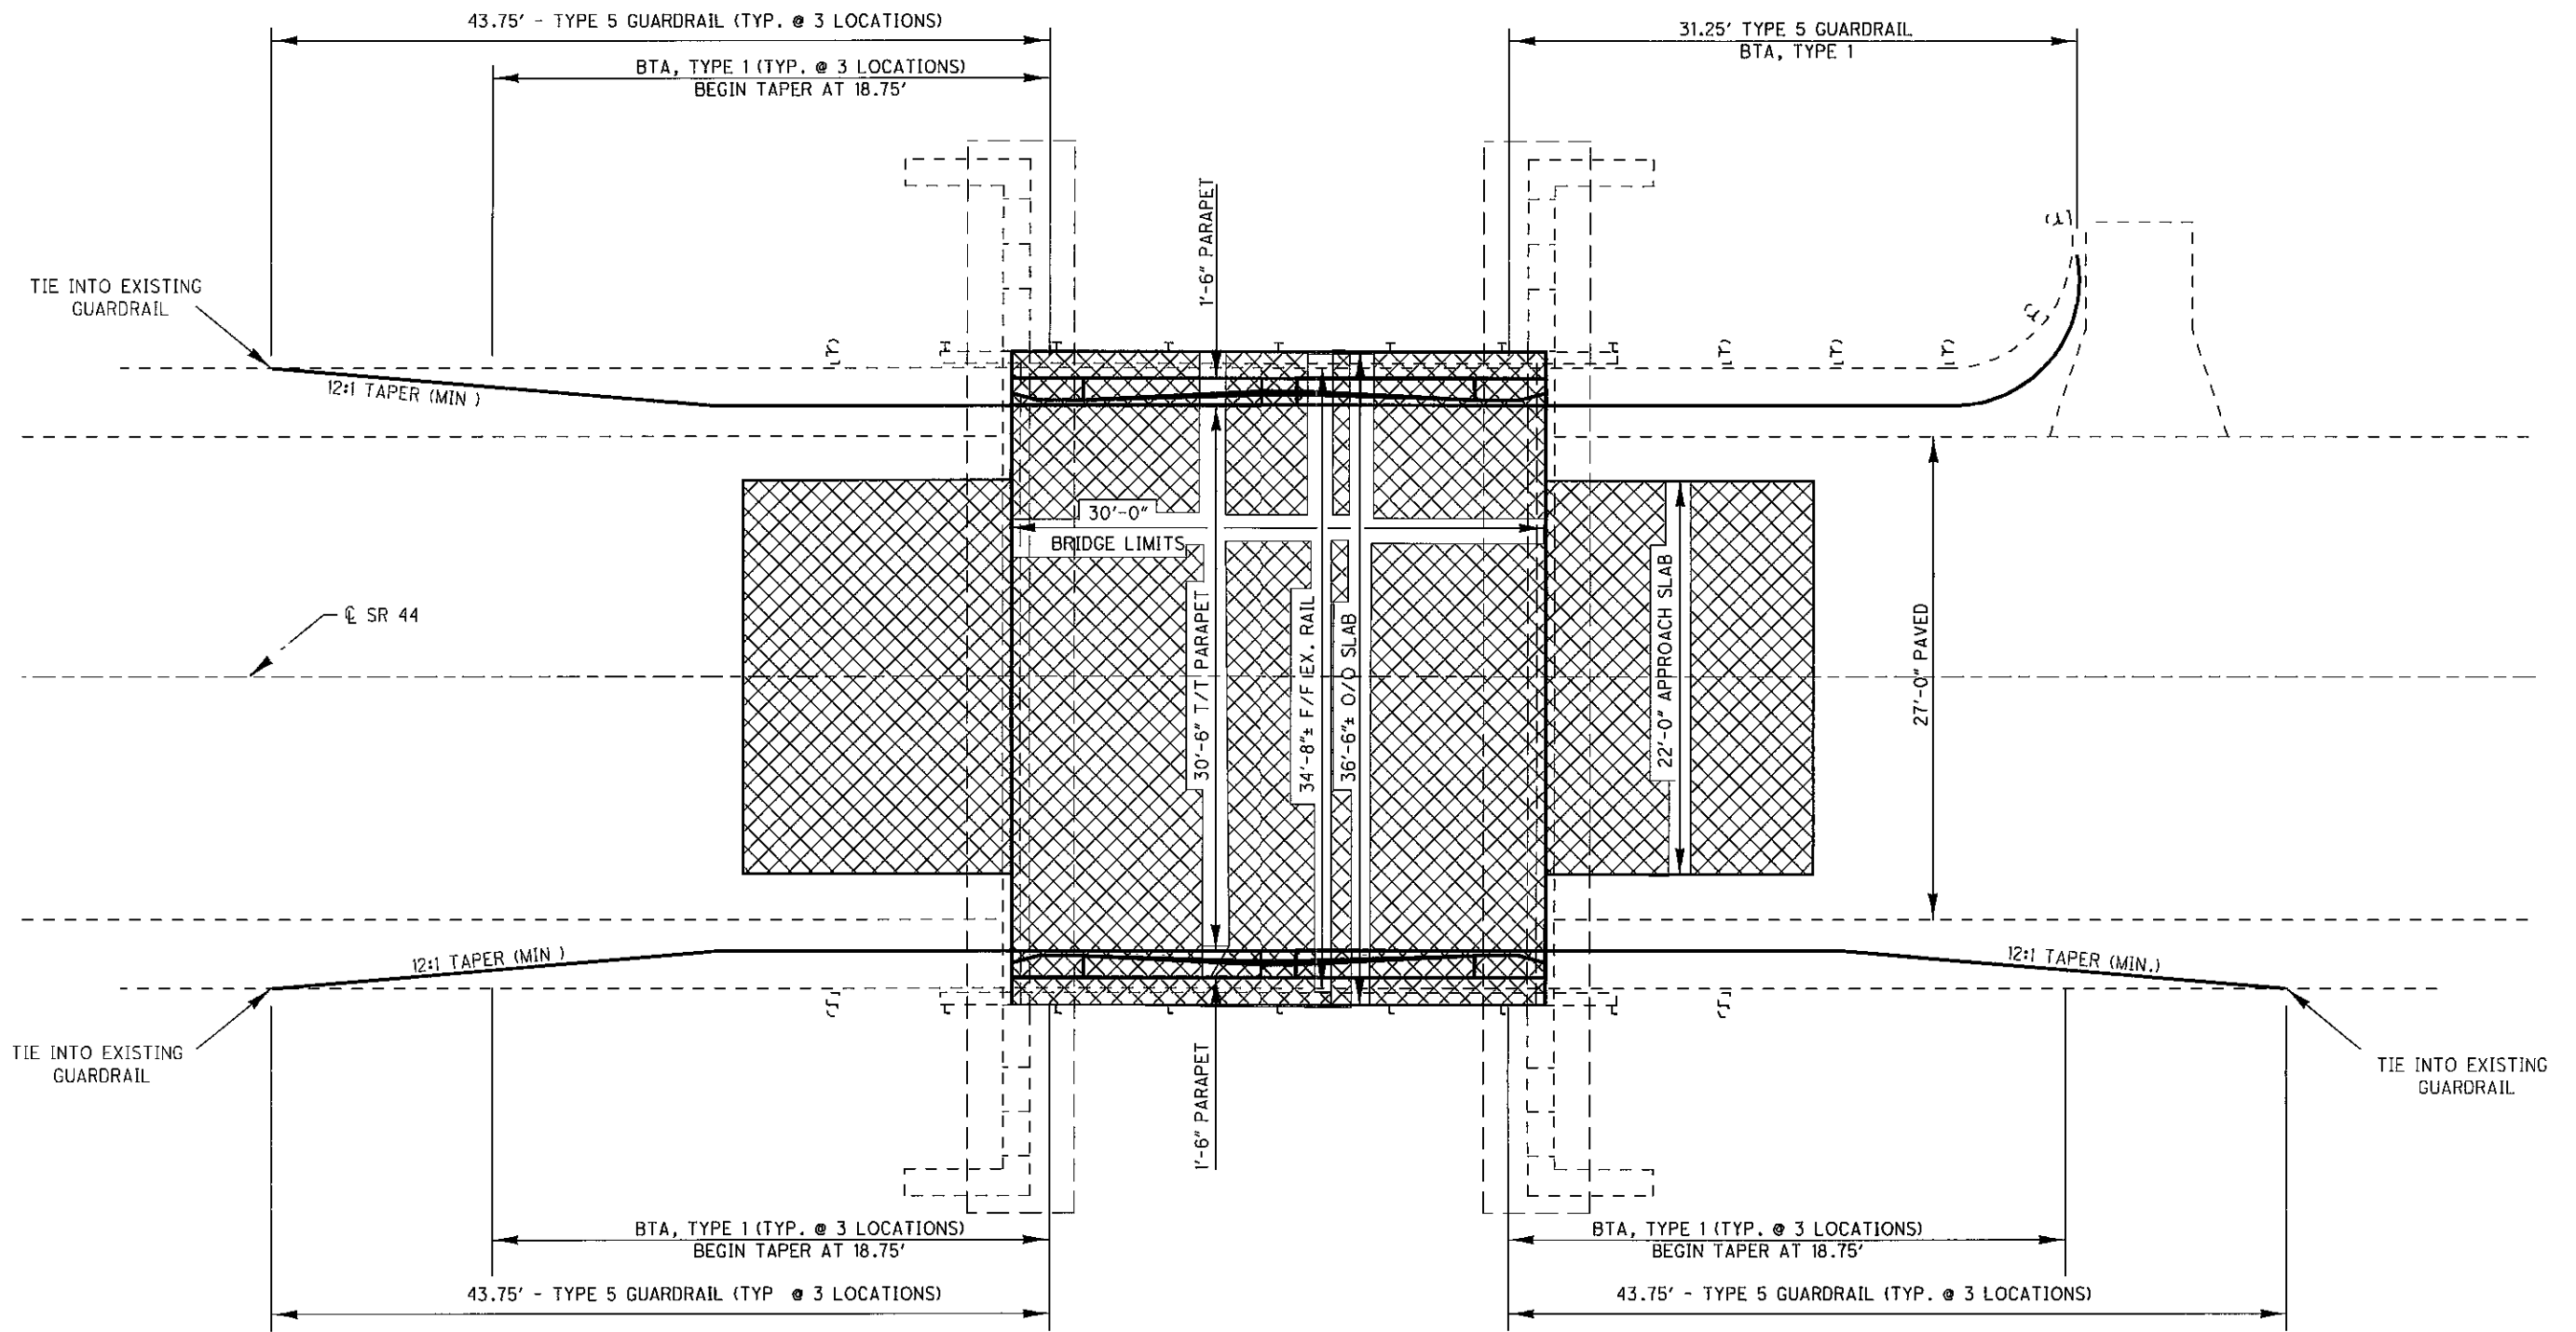 43.75' - TYPE 5 GUARDRAIL (TYP. @ 3 LOCATIONS)
31.25' TYPE 5 GUARDRAIL
BTA, TYPE 1
BTA, TYPE 1 (TYP. @ 3 LOCATIONS)
BEGIN TAPER AT 18.75'
1'-6" PARAPET
TIE INTO EXISTING
GUARDRAIL
12:1 TAPER (MIN )
30'-0"
BRIDGE LIMITS
℄ SR 44
30'-6" T/T PARAPET
34'-8"± F/F EX. RAIL
36'-6"± O/O SLAB
22'-0" APPROACH SLAB
27'-0" PAVED
12:1 TAPER (MIN )
12:1 TAPER (MIN.)
TIE INTO EXISTING
GUARDRAIL
1'-6" PARAPET
TIE INTO EXISTING
GUARDRAIL
BTA, TYPE 1 (TYP. @ 3 LOCATIONS)
BEGIN TAPER AT 18.75'
BTA, TYPE 1 (TYP. @ 3 LOCATIONS)
BEGIN TAPER AT 18.75'
43.75' - TYPE 5 GUARDRAIL (TYP @ 3 LOCATIONS)
43.75' - TYPE 5 GUARDRAIL (TYP. @ 3 LOCATIONS)